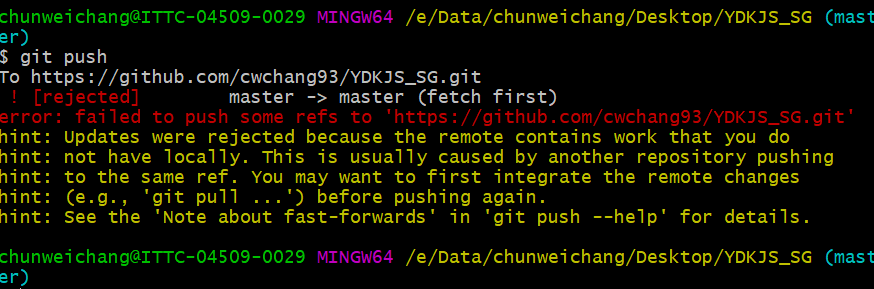 chunweichang@ITTC-04509-0029 MINGW64 /e/Data/chunweichang/Desktop/YDKJS_SG (mast
er)
$ git push
To https://github.com/cwchang93/YDKJS_SG.git
 ! [rejected]        master -> master (fetch first)
error: failed to push some refs to 'https://github.com/cwchang93/YDKJS_SG.git'
hint: Updates were rejected because the remote contains work that you do
hint: not have locally. This is usually caused by another repository pushing
hint: to the same ref. You may want to first integrate the remote changes
hint: (e.g., 'git pull ...') before pushing again.
hint: See the 'Note about fast-forwards' in 'git push --help' for details.
chunweichang@ITTC-04509-0029 MINGW64 /e/Data/chunweichang/Desktop/YDKJS_SG (mast
er)